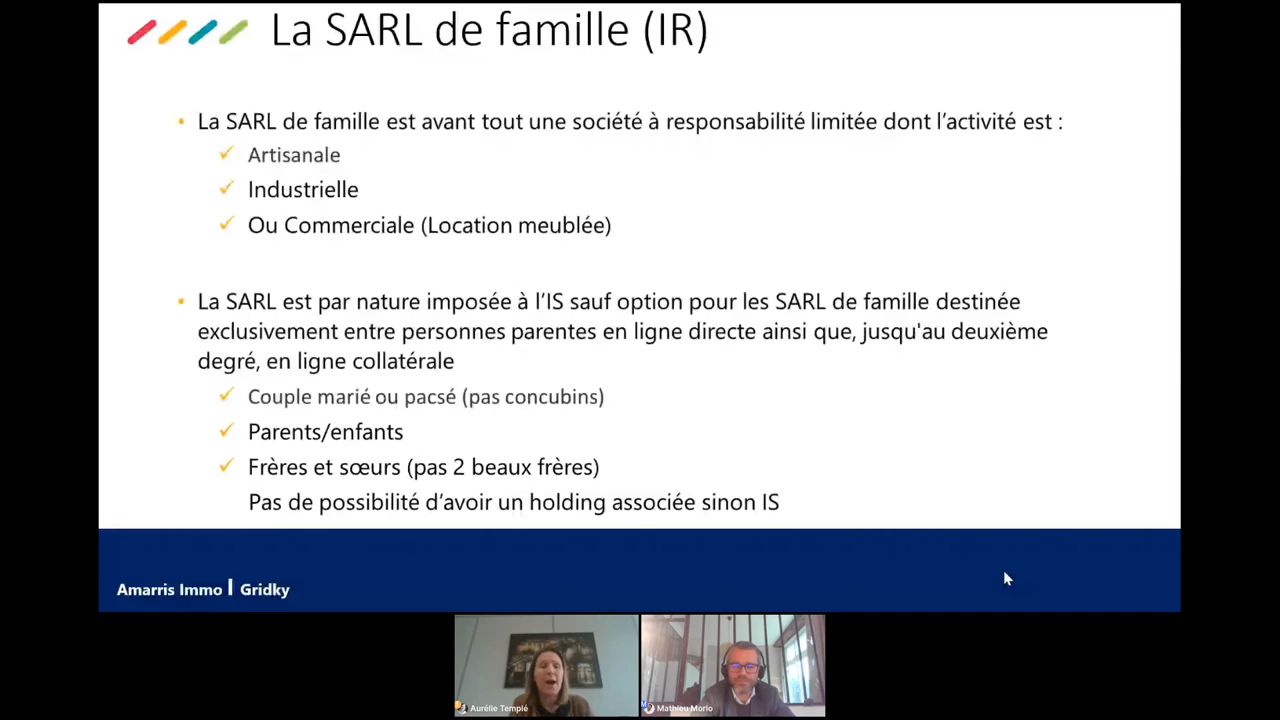 La SARL de famille (IR)
• La SARL de famille est avant tout une société à responsabilité limitée dont l’activité est :
✓ Artisanale
✓ Industrielle
✓ Ou Commerciale (Location meublée)
• La SARL est par nature imposée à l’IS sauf option pour les SARL de famille destinée
exclusivement entre personnes parentes en ligne directe ainsi que, jusqu'au deuxième
degré, en ligne collatérale
✓ Couple marié ou pacsé (pas concubins)
✓ Parents/enfants
✓ Frères et sœurs (pas 2 beaux frères)
Pas de possibilité d’avoir un holding associée sinon IS
Amarris Immo | Gridky
Aurélie Templé
Mathieu Morio